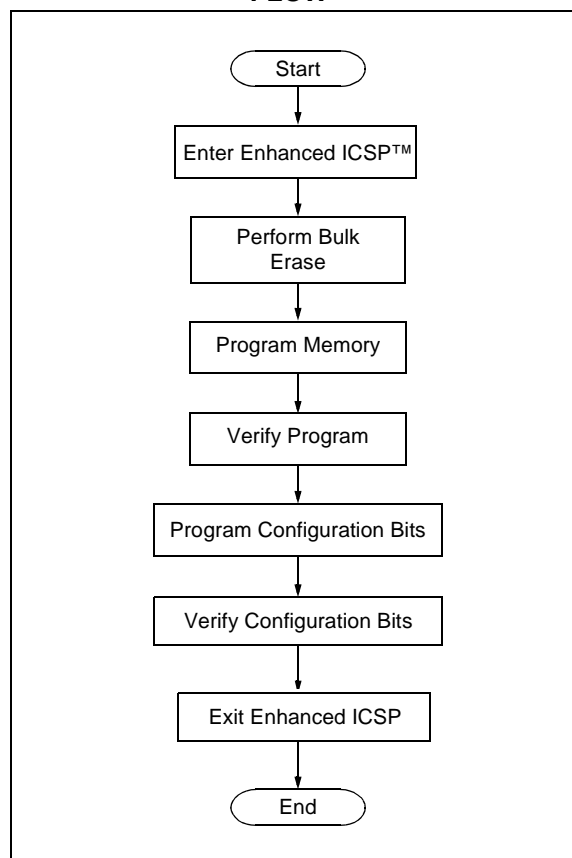 FLOW
Start
Enter Enhanced ICSP™
Perform Bulk
Erase
Program Memory
Verify Program
Program Configuration Bits
Verify Configuration Bits
Exit Enhanced ICSP
End